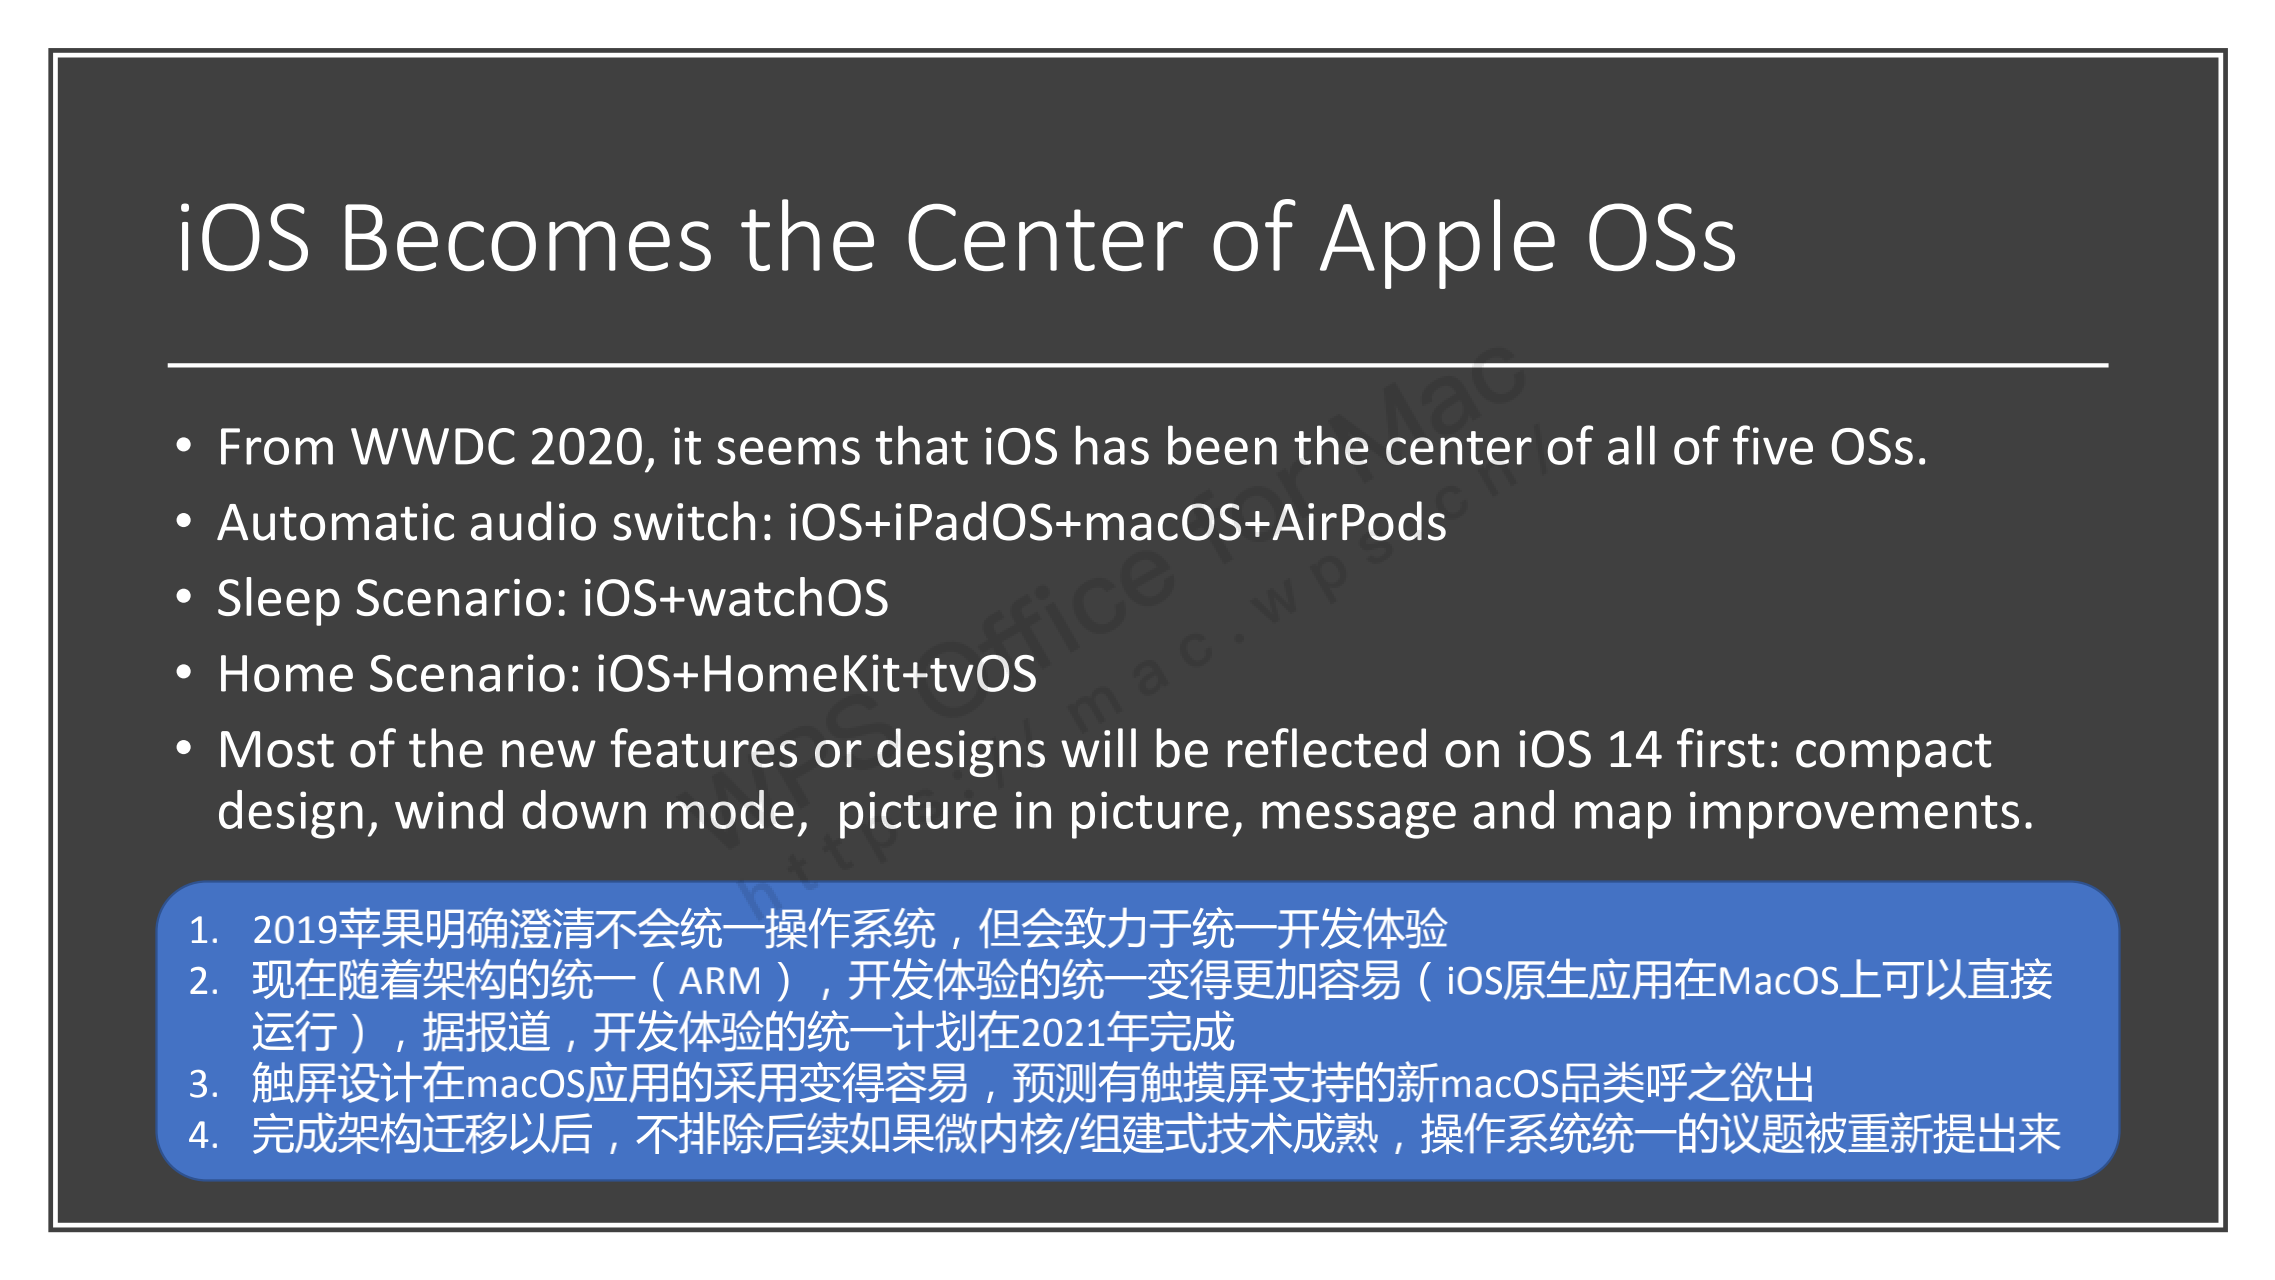 iOS Becomes the Center of Apple OSs
• From WWDC 2020, it seems that iOS has been the center of all of five OSs.
• Automatic audio switch: iOS+iPadOS+macOS+AirPods
• Sleep Scenario: iOS+watchOS
• Home Scenario: iOS+HomeKit+tvOS
• Most of the new features or designs will be reflected on iOS 14 first: compact
design, wind down mode,  picture in picture, message and map improvements.
1. 2019苹果明确澄清不会统一操作系统，但会致力于统一开发体验
2. 现在随着架构的统一（ARM），开发体验的统一变得更加容易（iOS原生应用在MacOS上可以直接
运行），据报道，开发体验的统一计划在2021年完成
3. 触屏设计在macOS应用的采用变得容易，预测有触摸屏支持的新macOS品类呼之欲出
4. 完成架构迁移以后，不排除后续如果微内核/组建式技术成熟，操作系统统一的议题被重新提出来
WPS Office for Mac
https://mac.wps.cn/